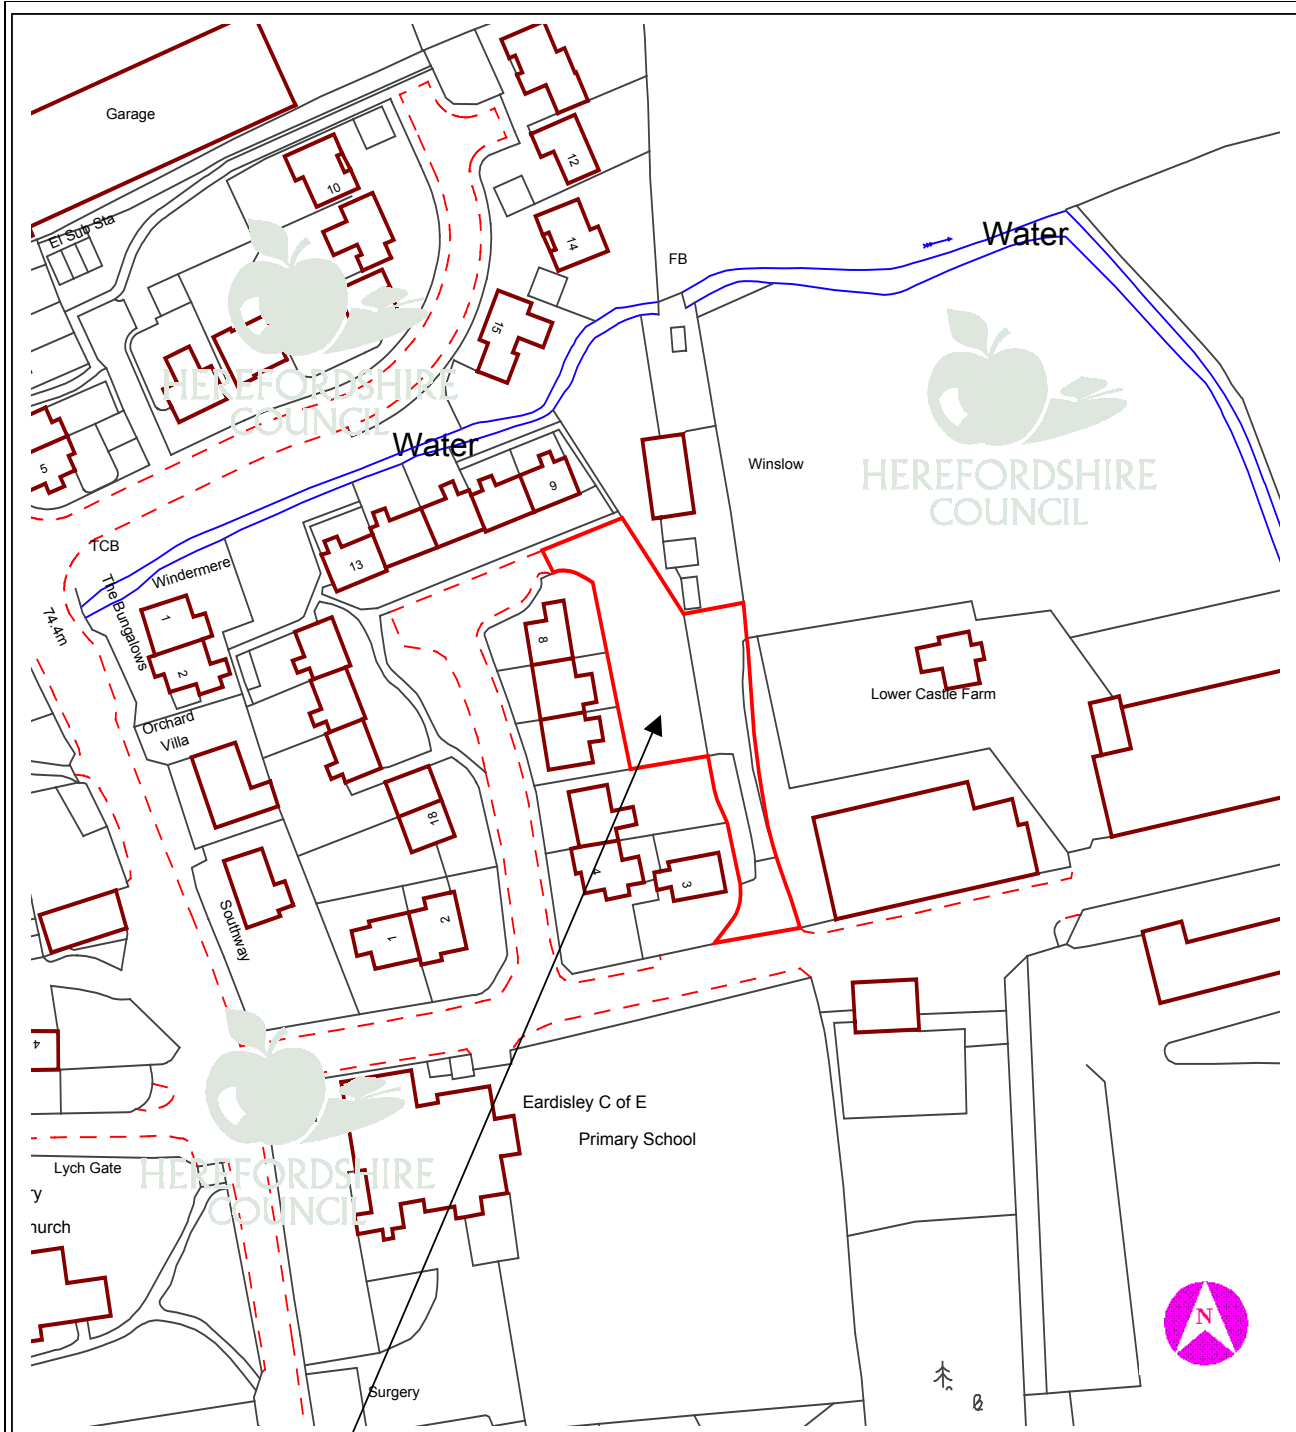 Garage
12
10
El Sub Sta
14
Water
FB
15
HEREFORDSHIRE
COUNCIL
Water
5
Winslow
HEREFORDSHIRE
COUNCIL
9
TCB
13
Windermere
The Bungalows
74.4m
1
2
8
Lower Castle Farm
Orchard
Villa
18
4
3
Southway
2
1
4
Eardisley C of E
Primary School
Lych Gate
HEREFORDSHIRE
COUNCIL
ry
hurch
N
Surgery